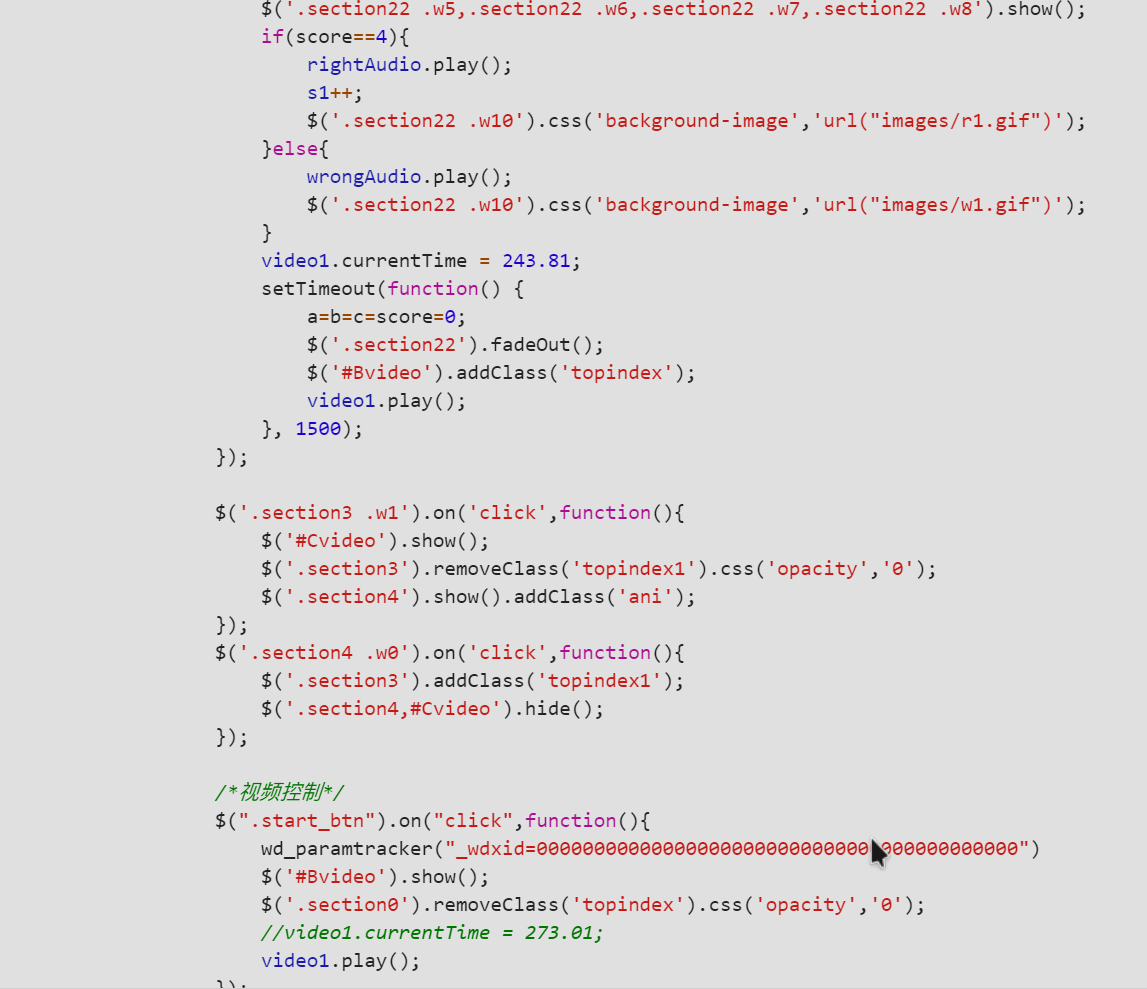 $('.section22 .w5,.section22 .w6,.section22 .w7,.section22 .w8').show();
if(score==4){
rightAudio.play();
s1++;
$('.section22 .w10').css('background-image','url("images/r1.gif")');
}else{
wrongAudio.play();
$('.section22 .w10').css('background-image','url("images/w1.gif")');
}
video1.currentTime = 243.81;
setTimeout(function() {
a=b=c=score=0;
$('.section22').fadeOut();
$('#Bvideo').addClass('topindex');
video1.play();
}, 1500);
});
$('.section3 .w1').on('click',function(){
$('#Cvideo').show();
$('.section3').removeClass('topindex1').css('opacity','0');
$('.section4').show().addClass('ani');
});
$('.section4 .w0').on('click',function(){
$('.section3').addClass('topindex1');
$('.section4,#Cvideo').hide();
});
/*视频控制*/
$(".start_btn").on("click",function(){
wd_paramtracker("_wdxid=000000000000000000000000000000000000000000")
$('#Bvideo').show();
$('.section0').removeClass('topindex').css('opacity','0');
//video1.currentTime = 273.01;
video1.play();
});